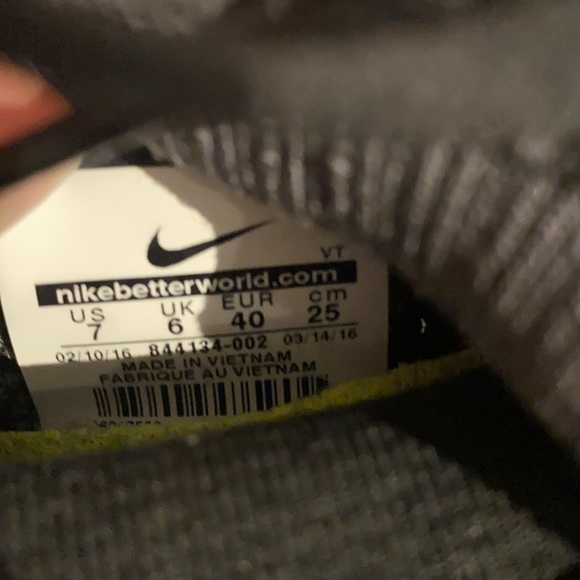 VT
nikebetterworld.com
US UK EUR cm
7 6 40 25
02/10/16 844134-002 03/14/16
MADE IN VIETNAM
FABRIQUE AU VIETNAM